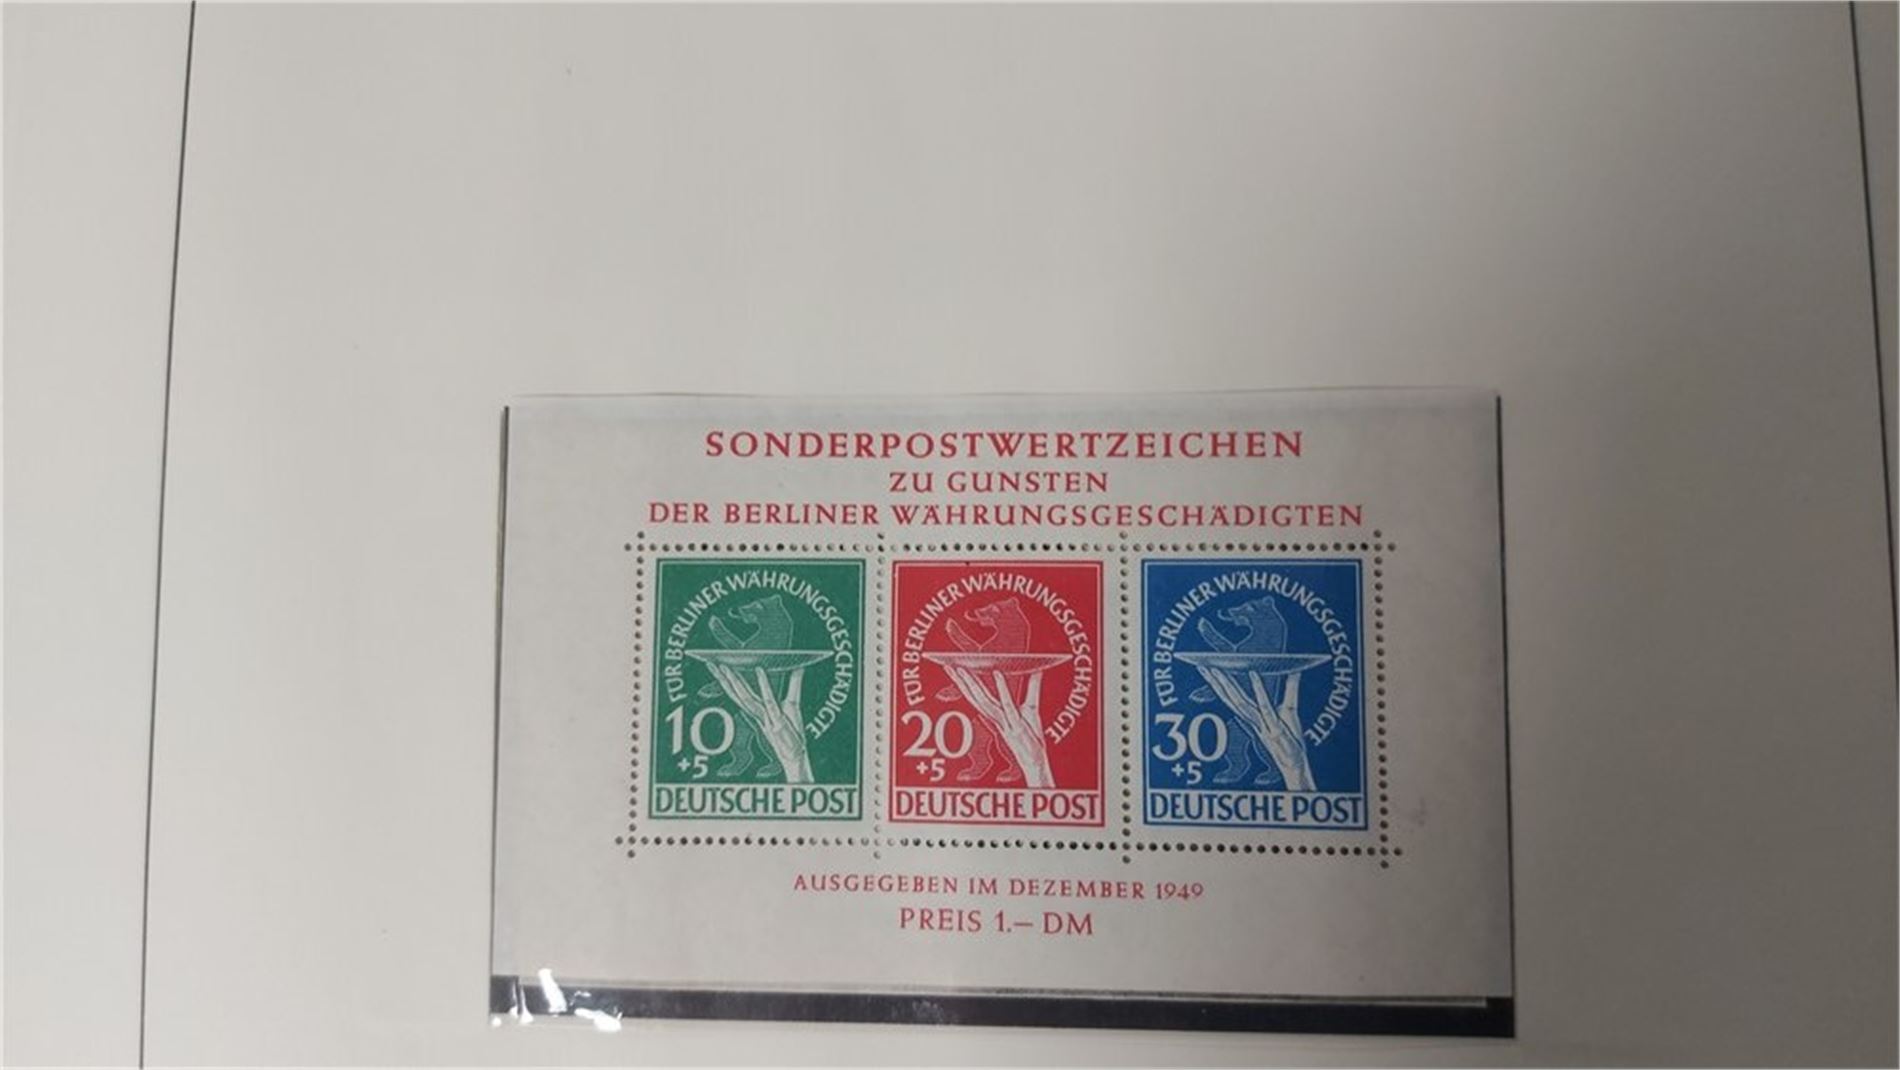 SONDERPOSTWERTZEICHEN
ZU GUNSTEN
DER BERLINER WÄHRUNGSGESCHÄDIGTEN
FÜR BERLINER WÄHRUNGSGESCHÄDIGTE
10
+5
DEUTSCHE POST
FÜR BERLINER WÄHRUNGSGESCHÄDIGTE
20
+5
DEUTSCHE POST
FÜR BERLINER WÄHRUNGSGESCHÄDIGTE
30
+5
DEUTSCHE POST
AUSGEGEBEN IM DEZEMBER 1949
PREIS 1.– DM